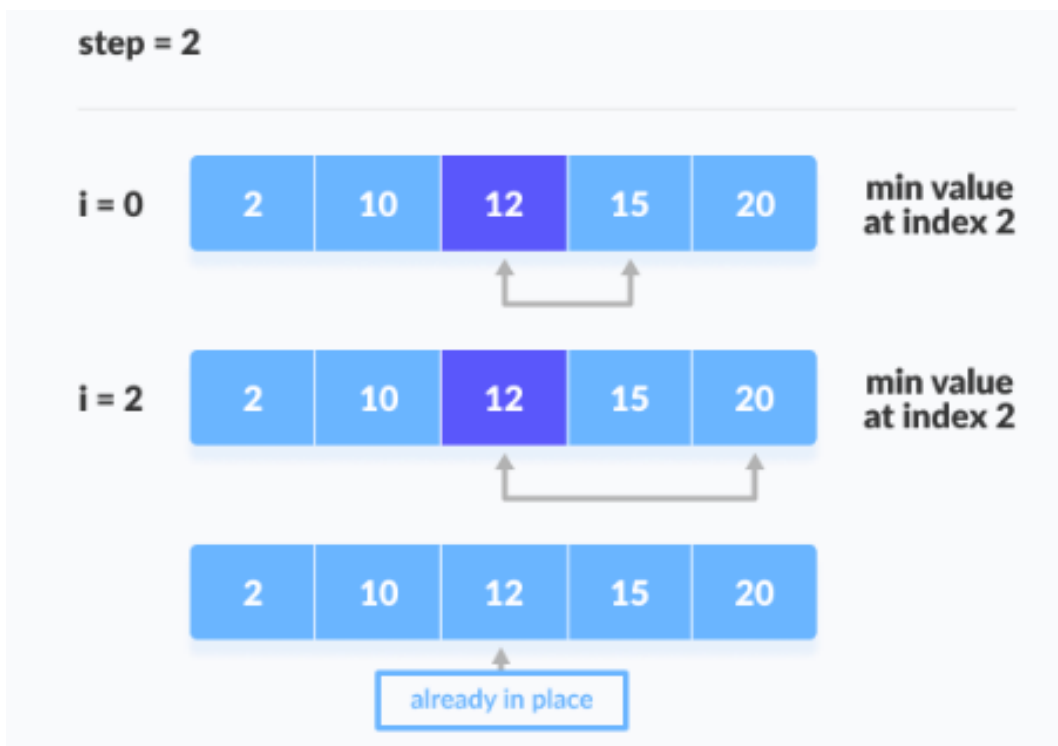 step = 2
i = 0
2 10 12 15 20
min value
at index 2
i = 2
2 10 12 15 20
min value
at index 2
2 10 12 15 20
already in place